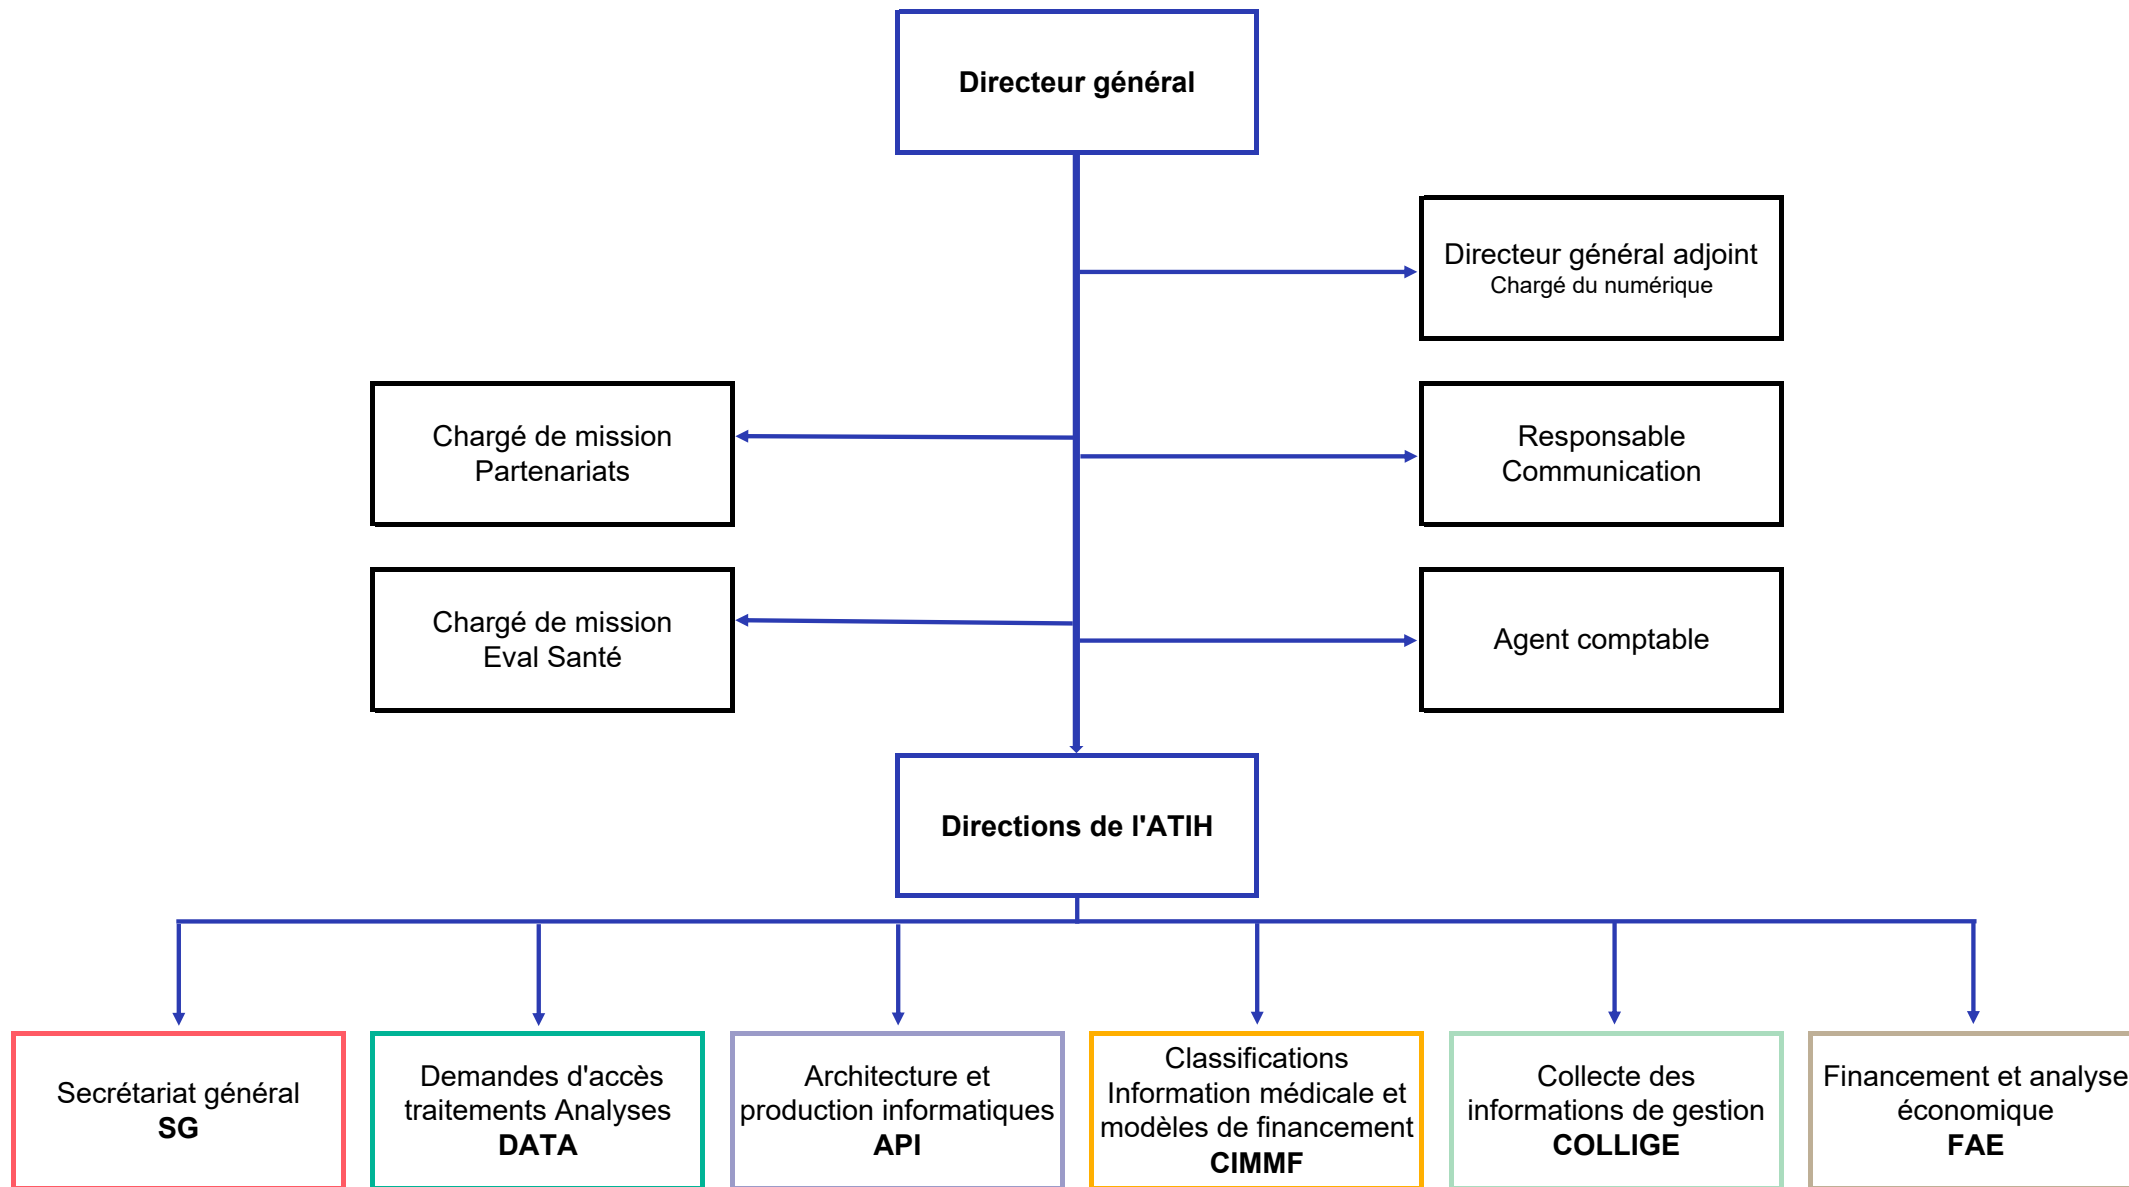 Directeur général
Directeur général adjoint
Chargé du numérique
Chargé de mission
Partenariats
Responsable
Communication
Chargé de mission
Eval Santé
Agent comptable
Directions de l'ATIH
Secrétariat général
SG
Demandes d'accès
traitements Analyses
DATA
Architecture et
production informatiques
API
Classifications
Information médicale et
modèles de financement
CIMMF
Collecte des
informations de gestion
COLLIGE
Financement et analyse
économique
FAE